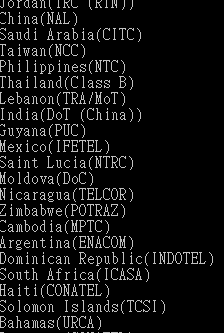 Jordan(TRC (RTN))
China(NAL)
Saudi Arabia(CITC)
Taiwan(NCC)
Philippines(NTC)
Thailand(Class B)
Lebanon(TRA/MoT)
India(DoT (China))
Guyana(PUC)
Mexico(IFETEL)
Saint Lucia(NTRC)
Moldova(DoC)
Nicaragua(TELCOR)
Zimbabwe(POTRAZ)
Cambodia(MPTC)
Argentina(ENACOM)
Dominican Republic(INDOTEL)
South Africa(ICASA)
Haiti(CONATEL)
Solomon Islands(TCSI)
Bahamas(URCA)